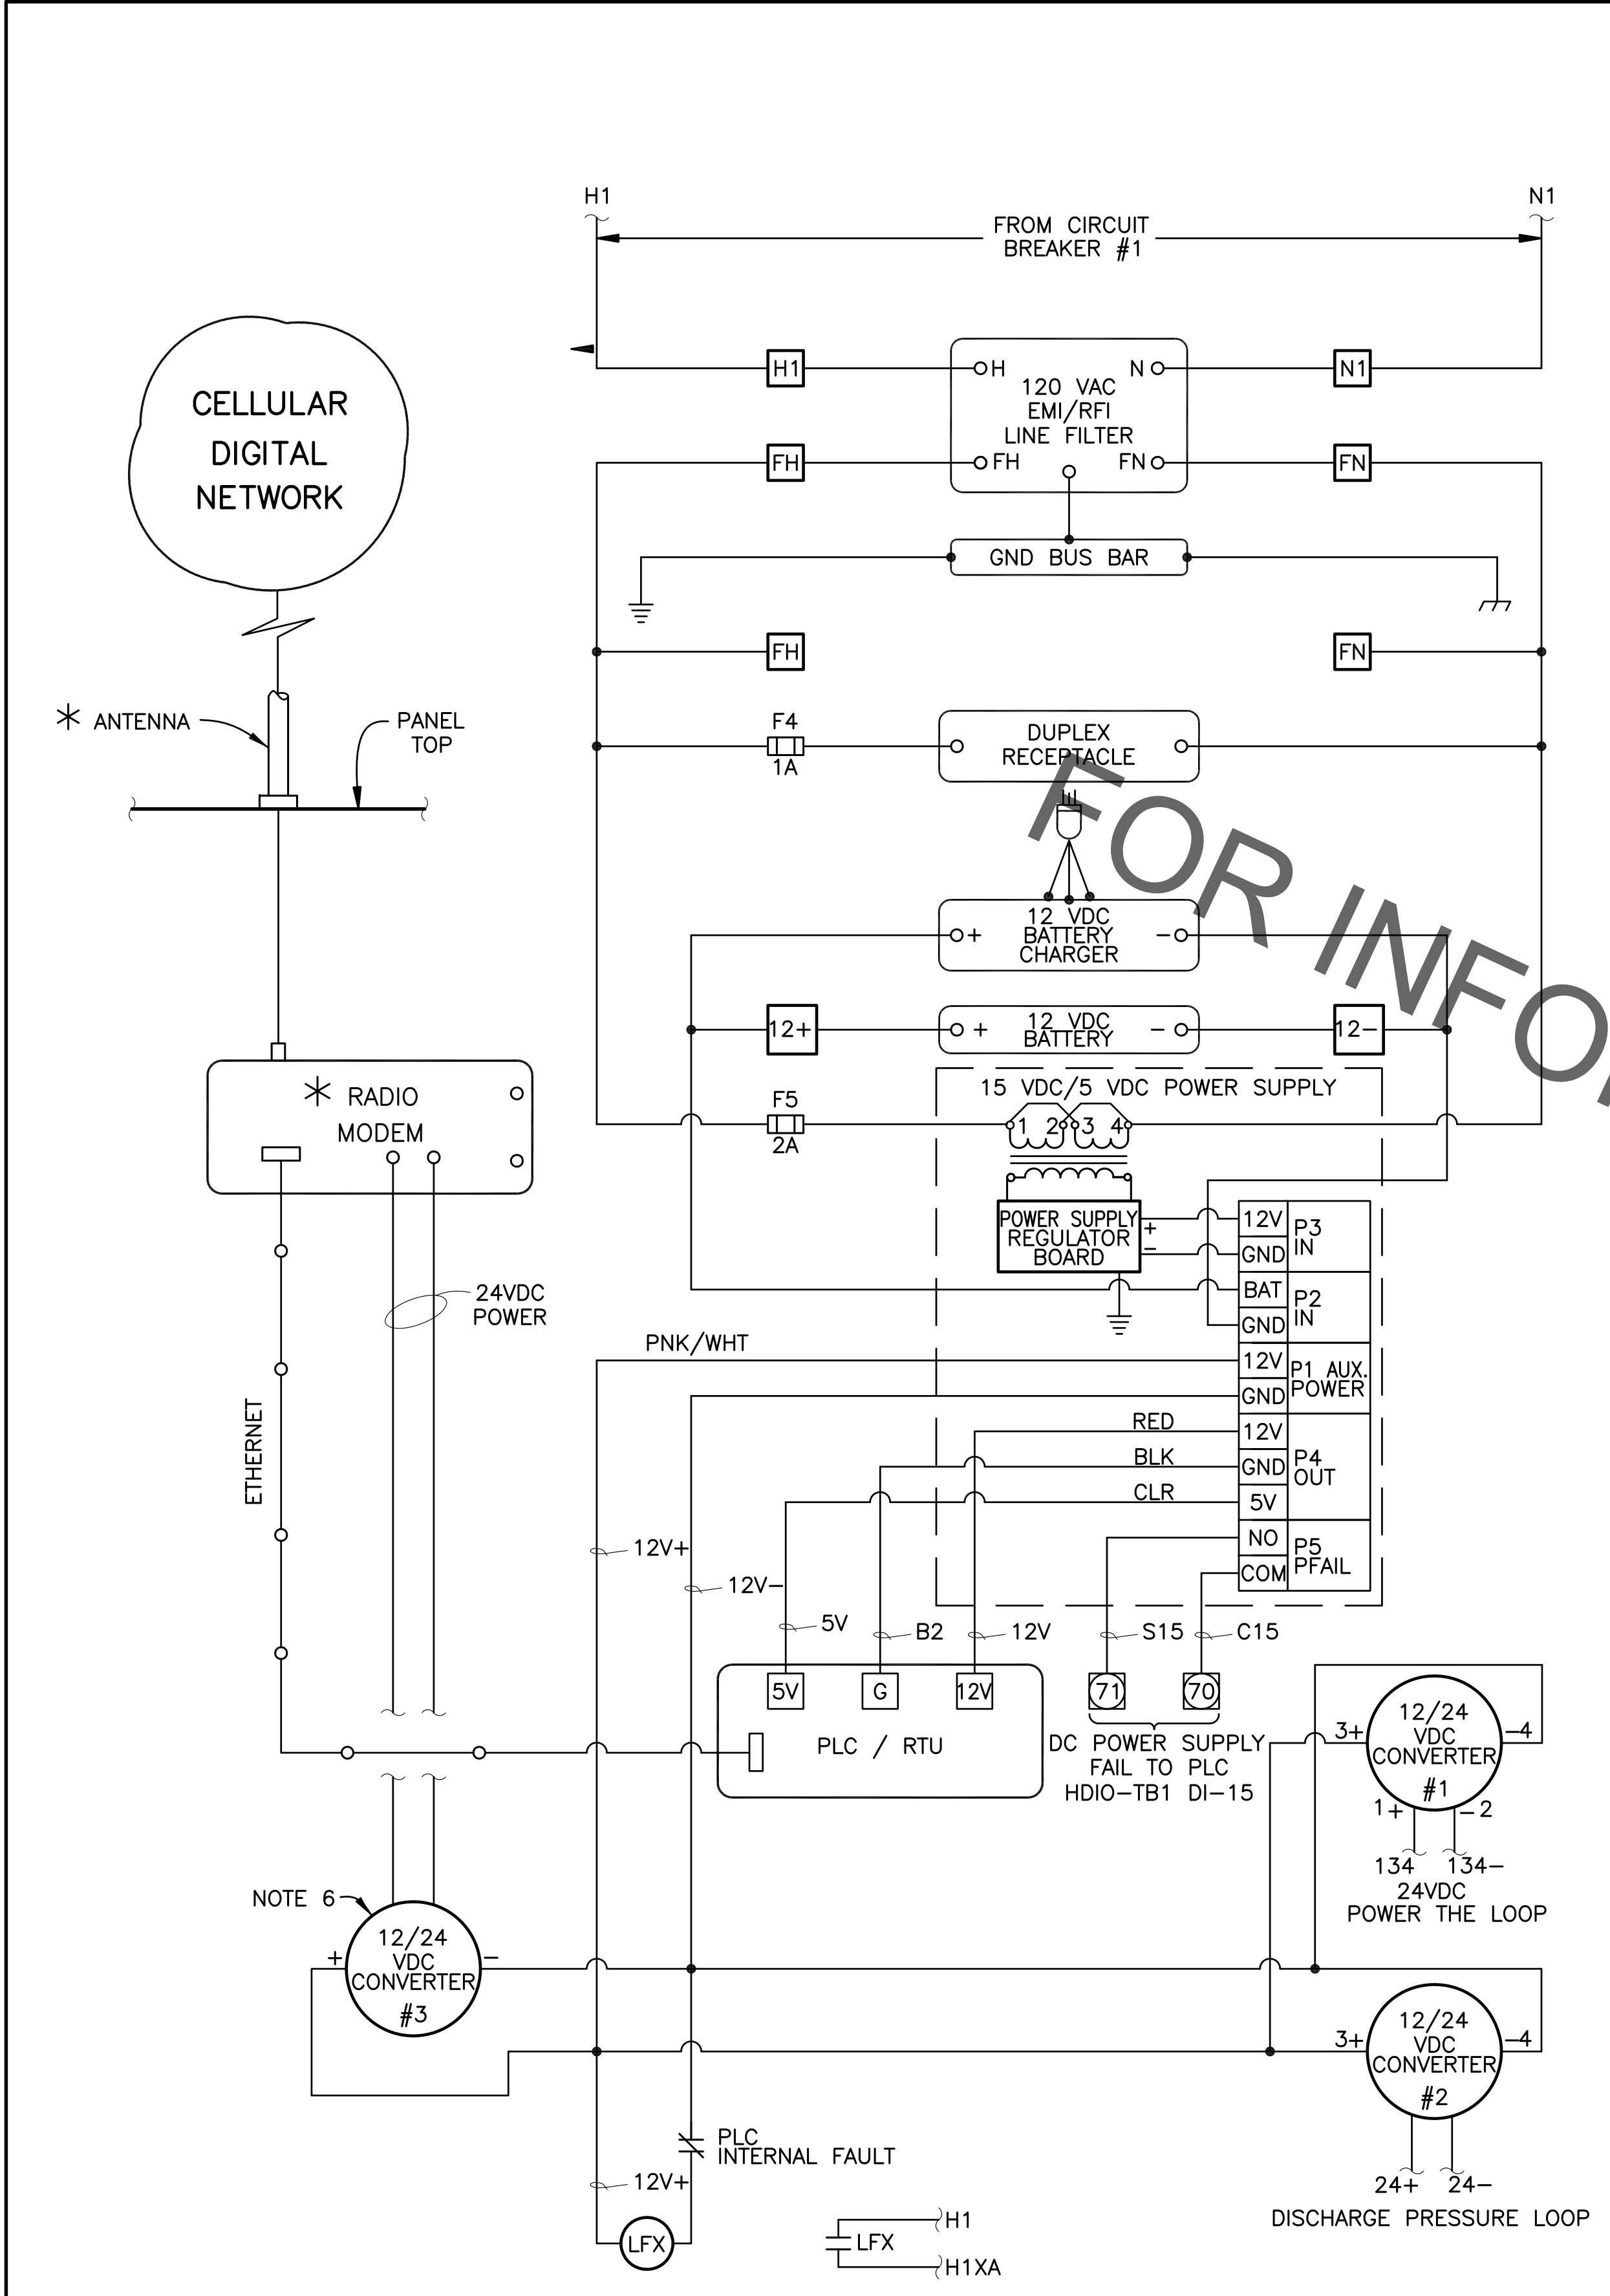 H1
N1
FROM CIRCUIT
BREAKER #1
CELLULAR
DIGITAL
NETWORK
H1
H
N
N1
120 VAC
EMI/RFI
LINE FILTER
FH
FH
FN
FN
GND BUS BAR
FH
FN
* ANTENNA
PANEL
TOP
F4
1A
DUPLEX
RECEPTACLE
FOR INFO
12 VDC
BATTERY
CHARGER
+
-
12+
+
12 VDC
BATTERY
-
12-
* RADIO
MODEM
15 VDC/5 VDC POWER SUPPLY
F5
2A
1 2 3 4
POWER SUPPLY
REGULATOR
BOARD
+
-
12V
GND
P3
IN
BAT
GND
P2
IN
12V
GND
P1 AUX.
POWER
12V
GND
5V
P4
OUT
NO
COM
P5
PFAIL
24VDC
POWER
PNK/WHT
RED
BLK
CLR
ETHERNET
12V+
12V-
5V
B2
12V
S15
C15
5V
G
12V
71
70
PLC / RTU
DC POWER SUPPLY
FAIL TO PLC
HDIO-TB1 DI-15
3+
12/24
VDC
CONVERTER
#1
-4
1+
-2
134
134-
24VDC
POWER THE LOOP
NOTE 6
+
12/24
VDC
CONVERTER
#3
-
3+
12/24
VDC
CONVERTER
#2
-4
24+
24-
DISCHARGE PRESSURE LOOP
PLC
INTERNAL FAULT
12V+
LFX
LFX
H1
H1XA